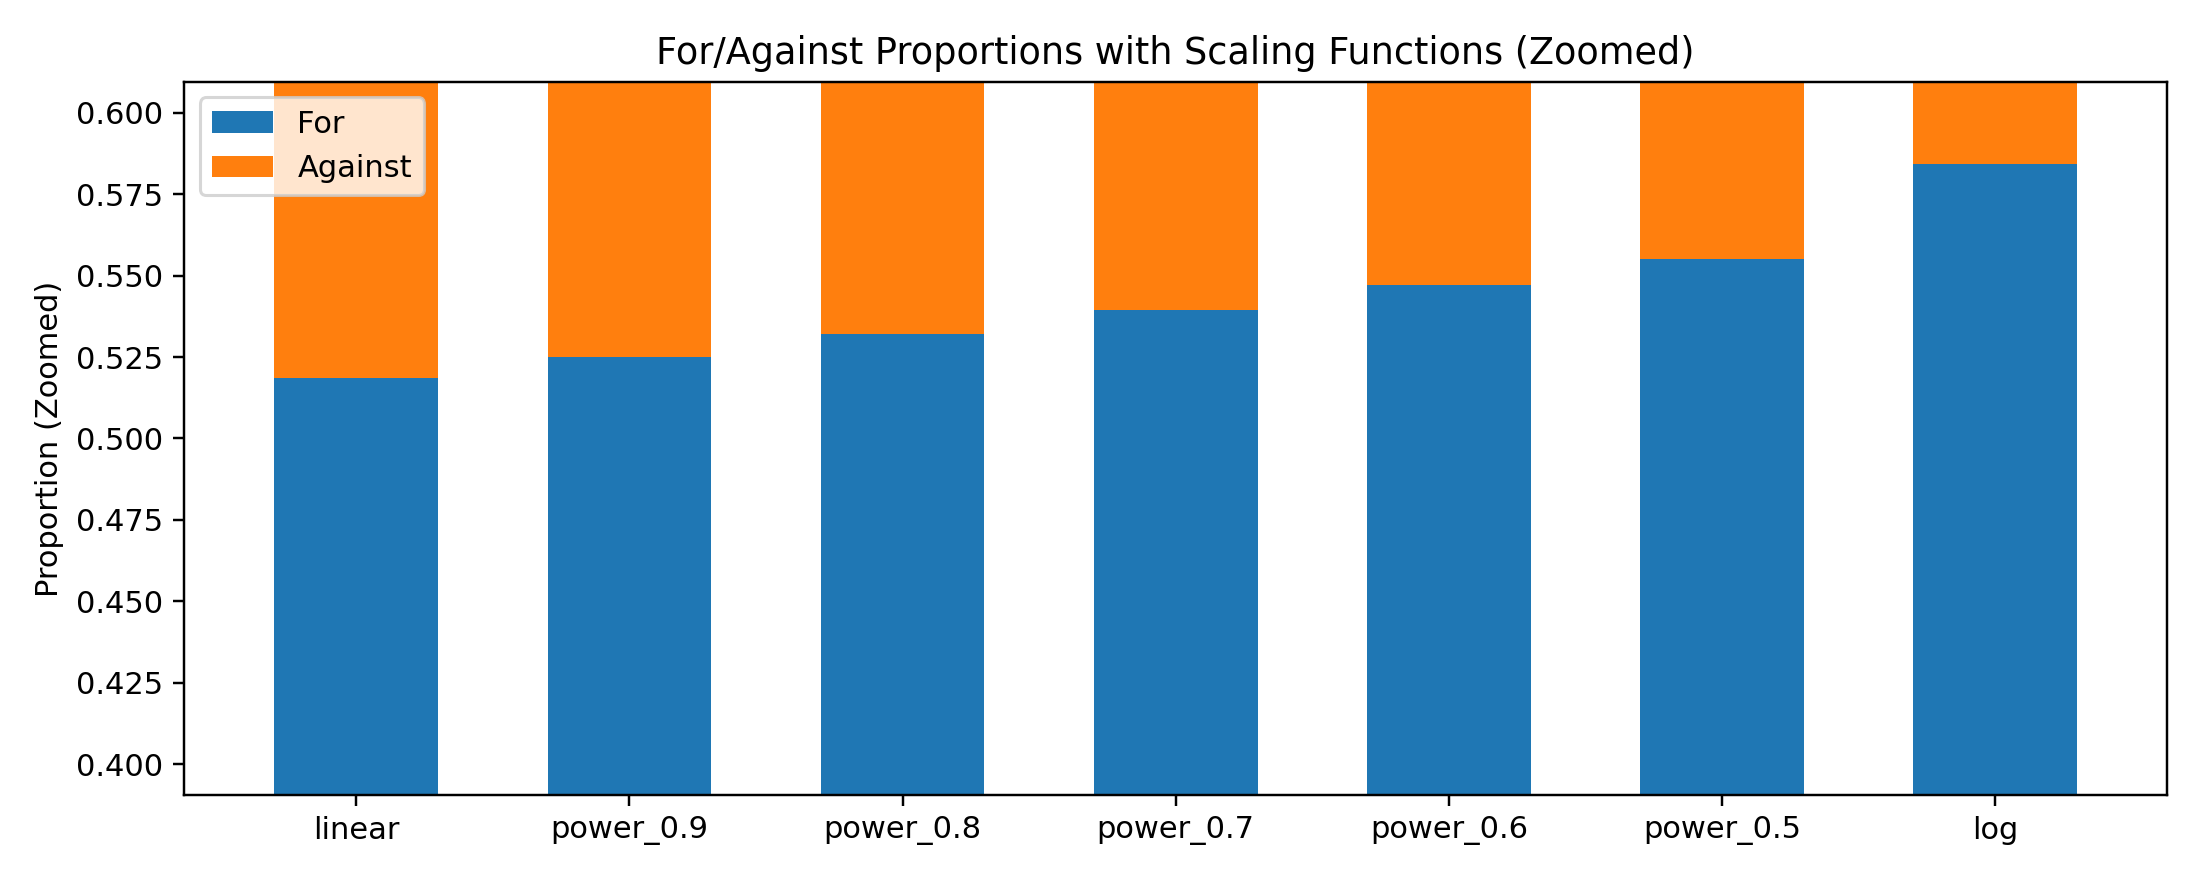 For/Against Proportions with Scaling Functions (Zoomed)
For
Against
Proportion (Zoomed)
0.600
0.575
0.550
0.525
0.500
0.475
0.450
0.425
0.400
linear power_0.9 power_0.8 power_0.7 power_0.6 power_0.5 log